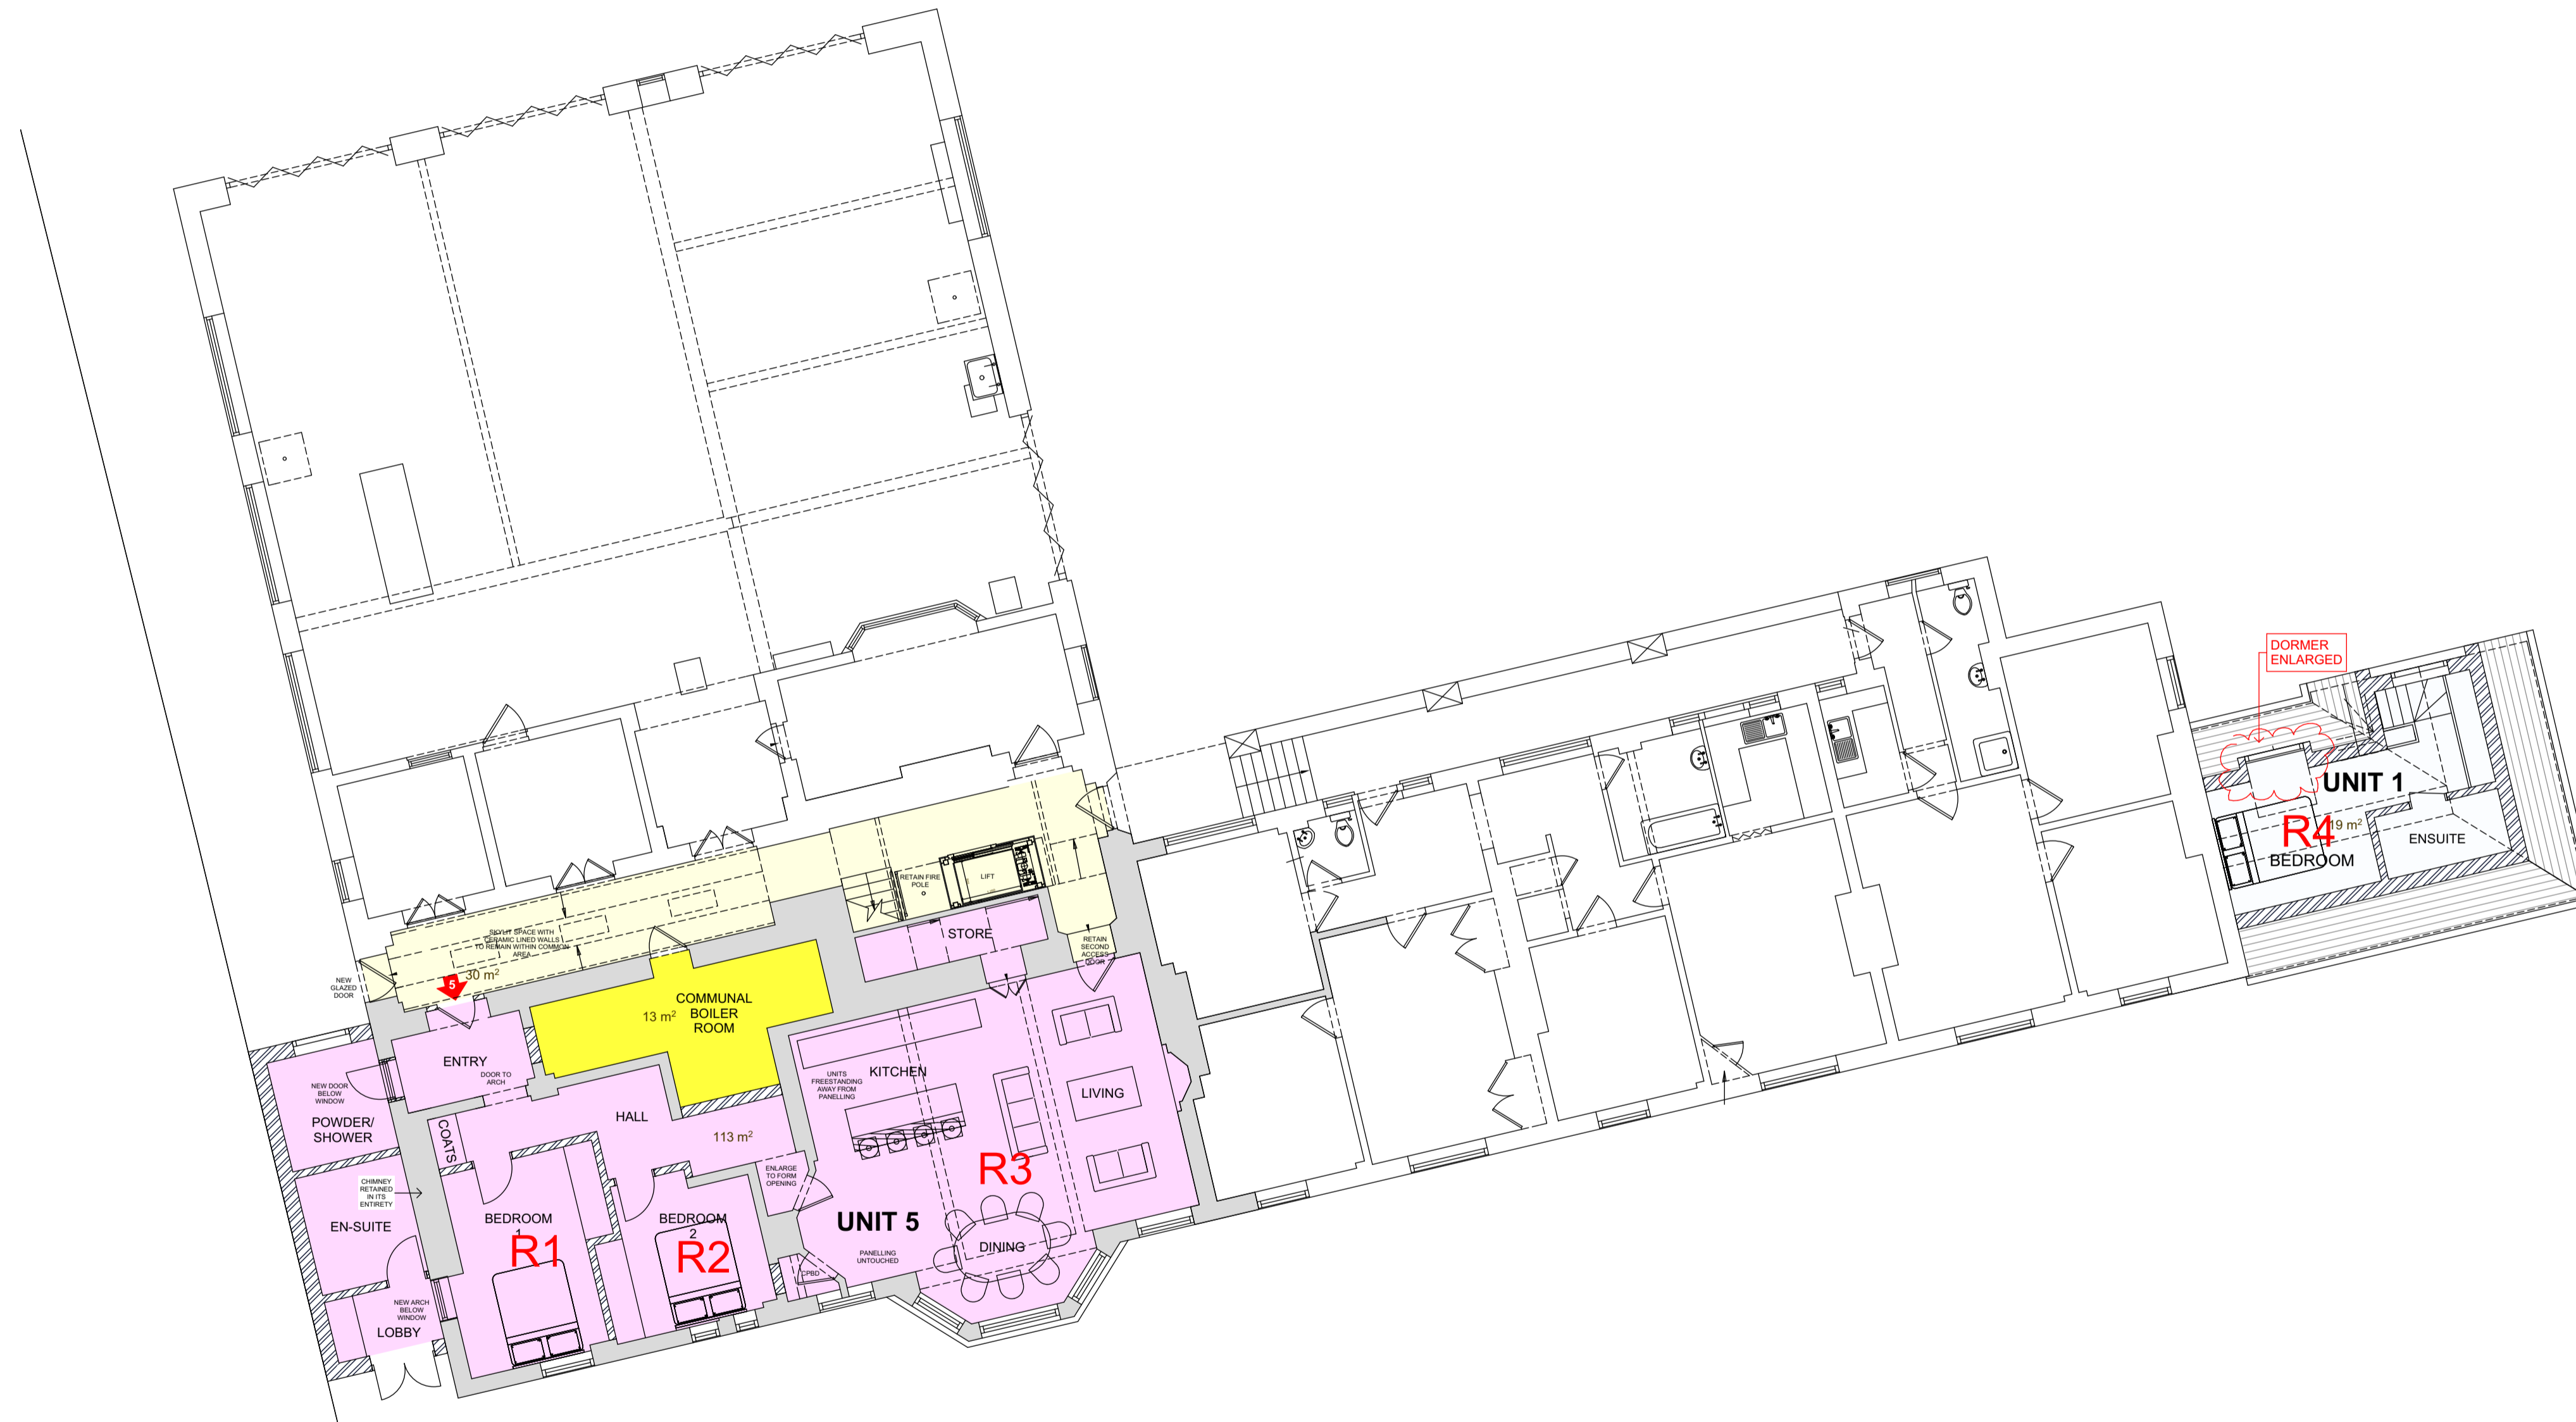 DORMER
ENLARGED
UNIT 1
R4
19 m²
BEDROOM
ENSUITE
RETAIN FIRE
POLE
LIFT
STORE
RETAIN
SECOND
ACCESS
DOOR
SKYLIT SPACE WITH
CERAMIC LINED WALLS
TO REMAIN WITHIN COMMON
AREA
30 m²
5
NEW
GLAZED
DOOR
COMMUNAL
BOILER
ROOM
13 m²
ENTRY
DOOR TO
ARCH
NEW DOOR
BELOW
WINDOW
POWDER/
SHOWER
COATS
HALL
113 m²
UNITS
FREESTANDING
AWAY FROM
PANELLING
KITCHEN
LIVING
R3
ENLARGE
TO FORM
OPENING
CHIMNEY
RETAINED
IN ITS
ENTIRETY
EN-SUITE
BEDROOM
1
R1
BEDROOM
2
R2
UNIT 5
PANELLING
UNTOUCHED
DINING
CPBD
NEW ARCH
BELOW
WINDOW
LOBBY